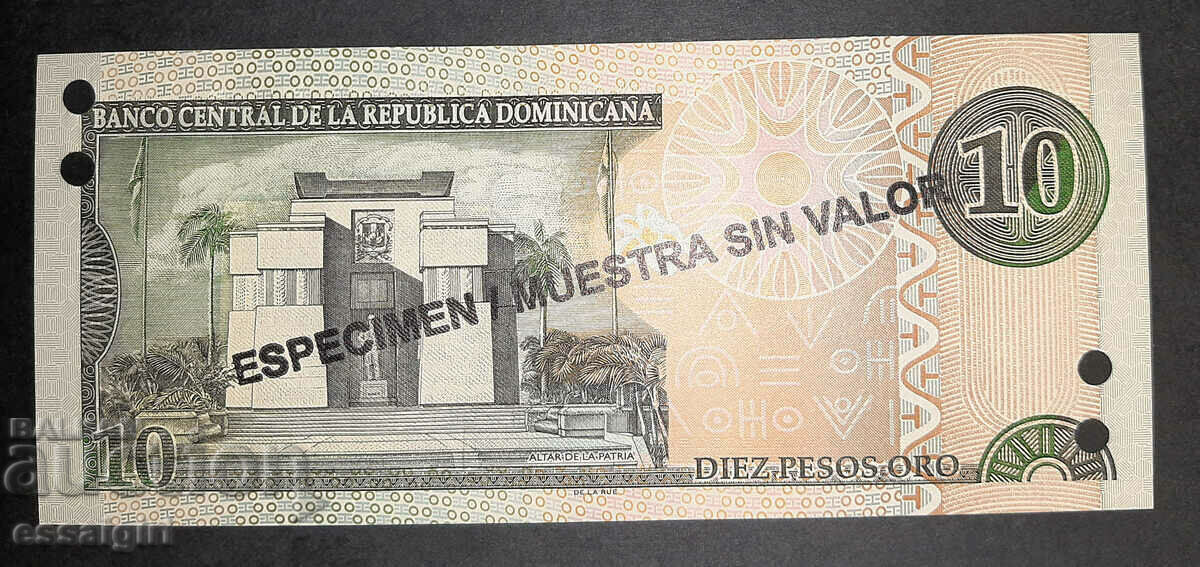 BANCO CENTRAL DE LA REPUBLICA DOMINICANA
10
ESPECIMEN / MUESTRA SIN VALOR
ALTAR DE LA PATRIA
10
DIEZ PESOS ORO
DE LA RUE
essaigin